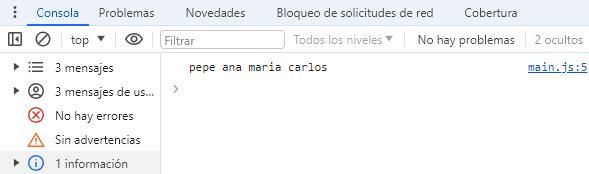 Consola Problemas Novedades Bloqueo de solicitudes de red Cobertura
top Filtrar Todos los niveles No hay problemas 2 ocultos
3 mensajes
pepe ana maria carlos main.js:5
3 mensajes de us...
No hay errores
Sin advertencias
1 información